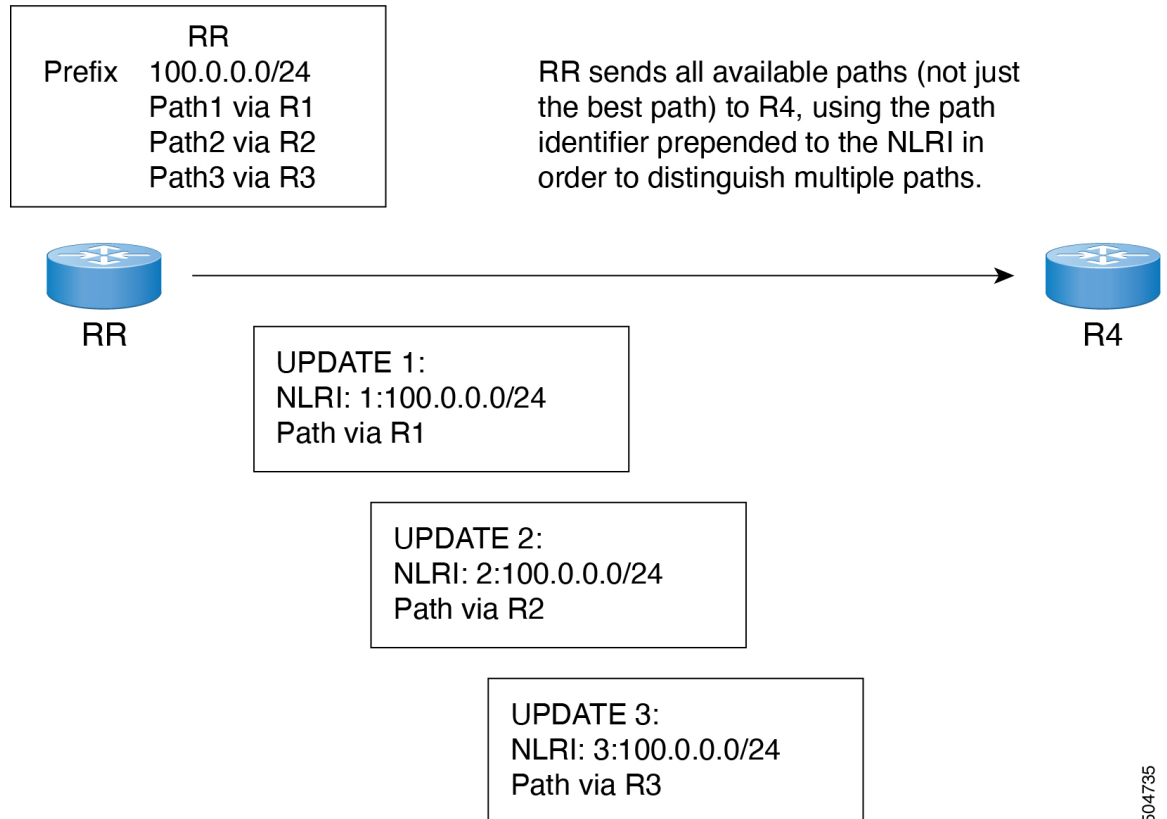 RR
Prefix 100.0.0.0/24
Path1 via R1
Path2 via R2
Path3 via R3
RR sends all available paths (not just
the best path) to R4, using the path
identifier prepended to the NLRI in
order to distinguish multiple paths.
RR
R4
UPDATE 1:
NLRI: 1:100.0.0.0/24
Path via R1
UPDATE 2:
NLRI: 2:100.0.0.0/24
Path via R2
UPDATE 3:
NLRI: 3:100.0.0.0/24
Path via R3